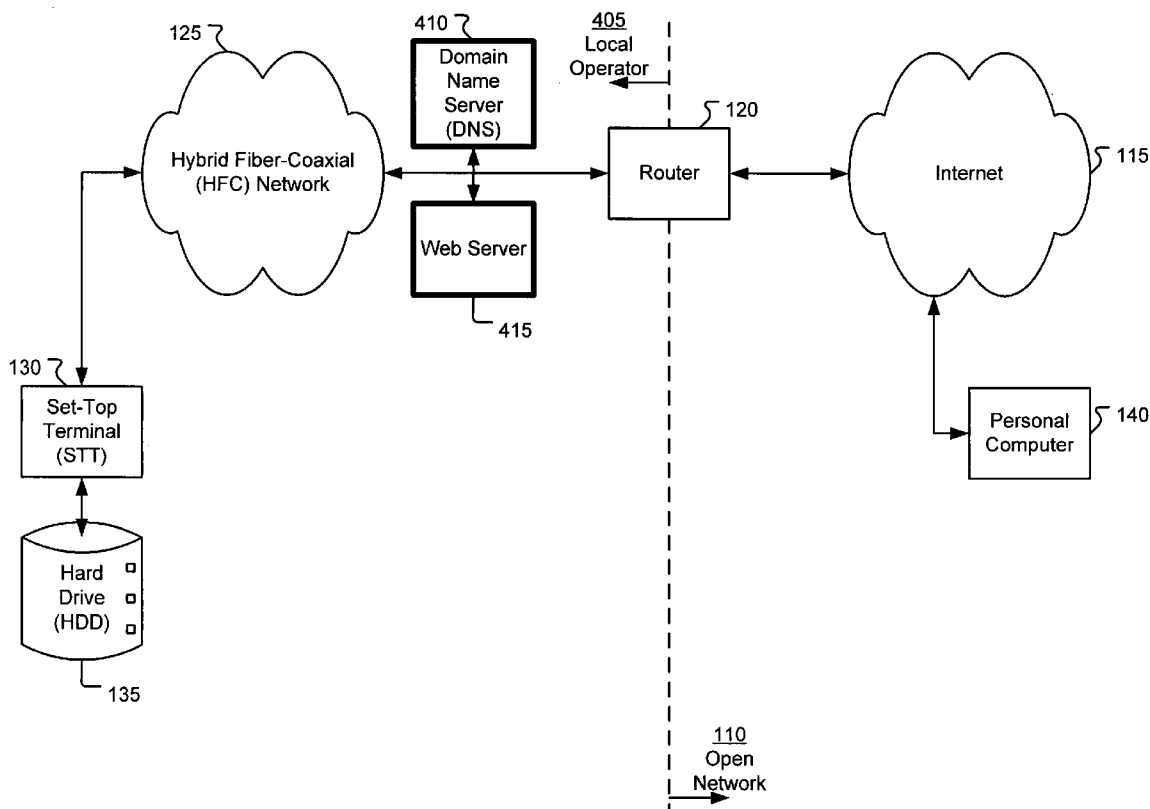 410
125
Domain
Name
Server
(DNS)
405
Local
Operator
120
Hybrid Fiber-Coaxial
(HFC) Network
Router
Internet
115
Web Server
415
130
Set-Top
Terminal
(STT)
Personal
Computer
140
Hard
Drive
(HDD)
135
110
Open
Network